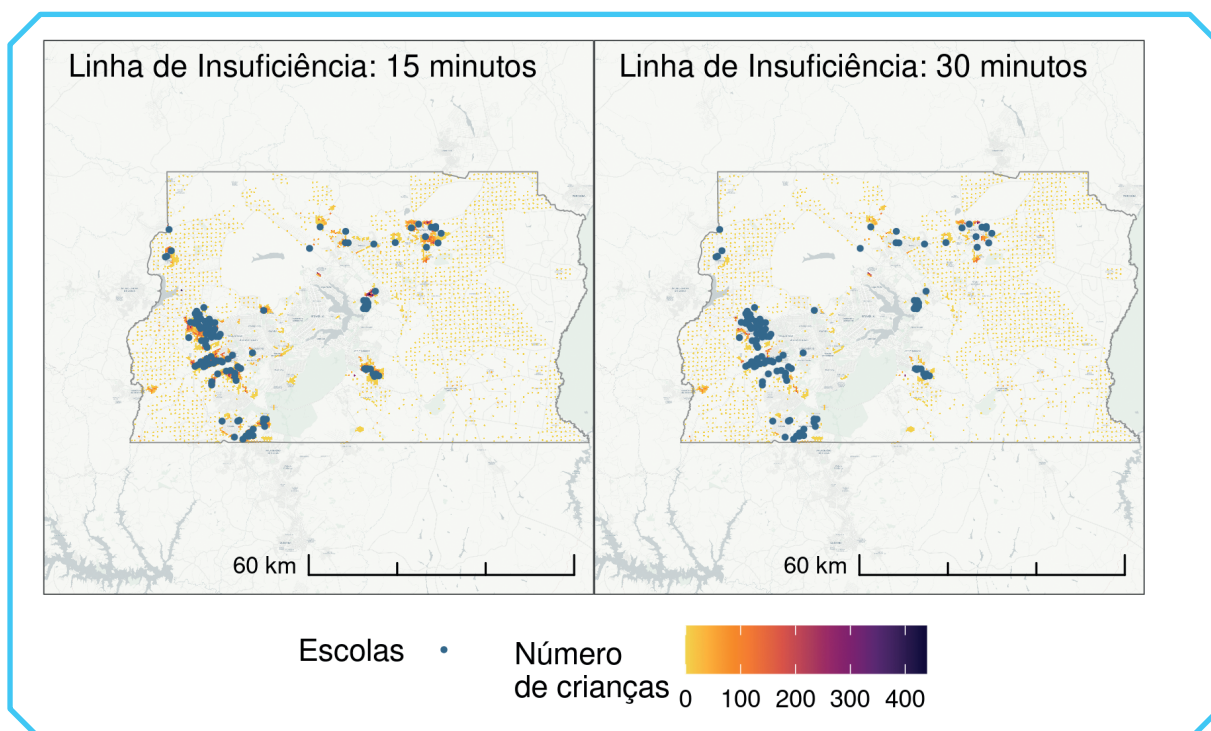 Linha de Insuficiência: 15 minutos
Linha de Insuficiência: 30 minutos
60 km
60 km
Escolas
Número
de crianças
0 100 200 300 400